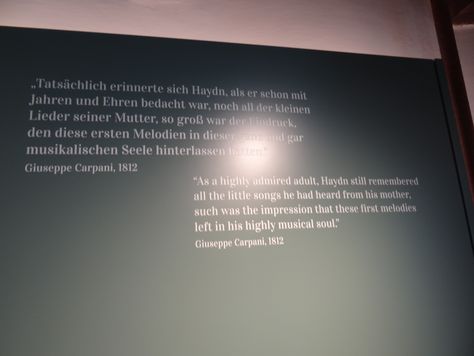 „Tatsächlich erinnerte sich Haydn, als er schon mit
Jahren und Ehren bedacht war, noch all der kleinen
Lieder seiner Mutter, so groß war der Eindruck,
den diese ersten Melodien in dieser ganz und gar
musikalischen Seele hinterlassen hatten“
Giuseppe Carpani, 1812
“As a highly admired adult, Haydn still remembered
all the little songs he had heard from his mother,
such was the impression that these first melodies
left in his highly musical soul.”
Giuseppe Carpani, 1812